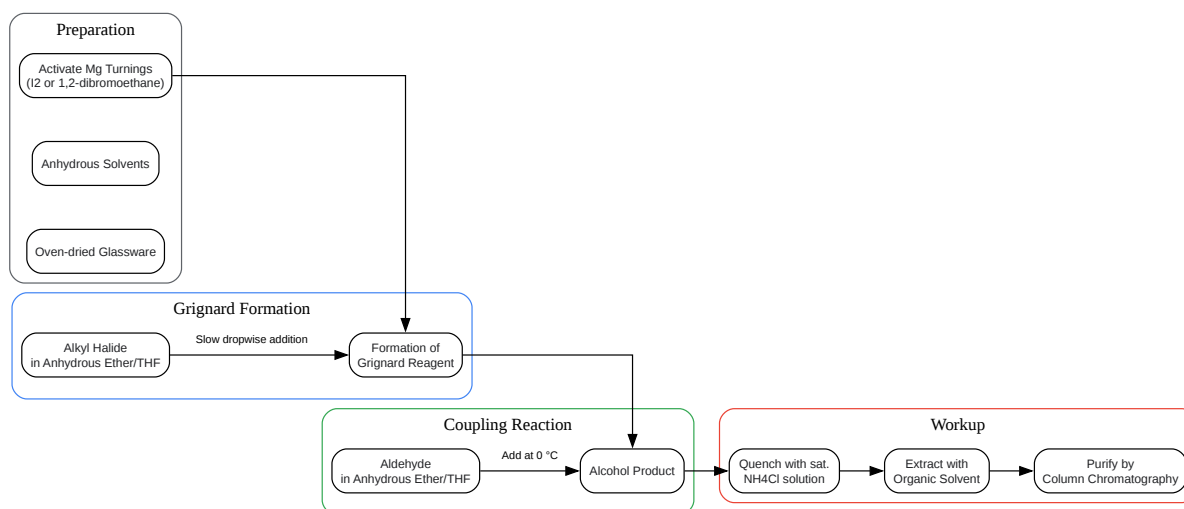 Preparation
Activate Mg Turnings
(I2 or 1,2-dibromoethane)
Anhydrous Solvents
Oven-dried Glassware
Grignard Formation
Alkyl Halide
in Anhydrous Ether/THF
Slow dropwise addition
Formation of
Grignard Reagent
Coupling Reaction
Aldehyde
in Anhydrous Ether/THF
Add at 0 °C
Alcohol Product
Workup
Quench with sat.
NH4Cl solution
Extract with
Organic Solvent
Purify by
Column Chromatography